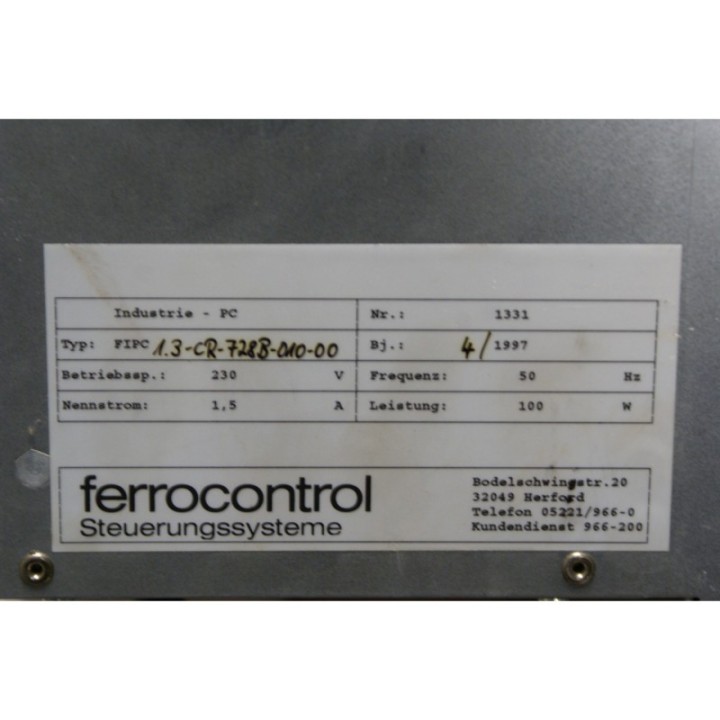 Industrie - PC Nr.: 1331
Typ: FIPC 1.3-CR-728B-010-00 Bj.: 4/1997
Betriebssp.: 230 V Frequenz: 50 Hz
Nennstrom: 1,5 A Leistung: 100 W
ferrocontrol
Steuerungssysteme
Bodelschwingstr.20
32049 Herford
Telefon 05221/966-0
Kundendienst 966-200